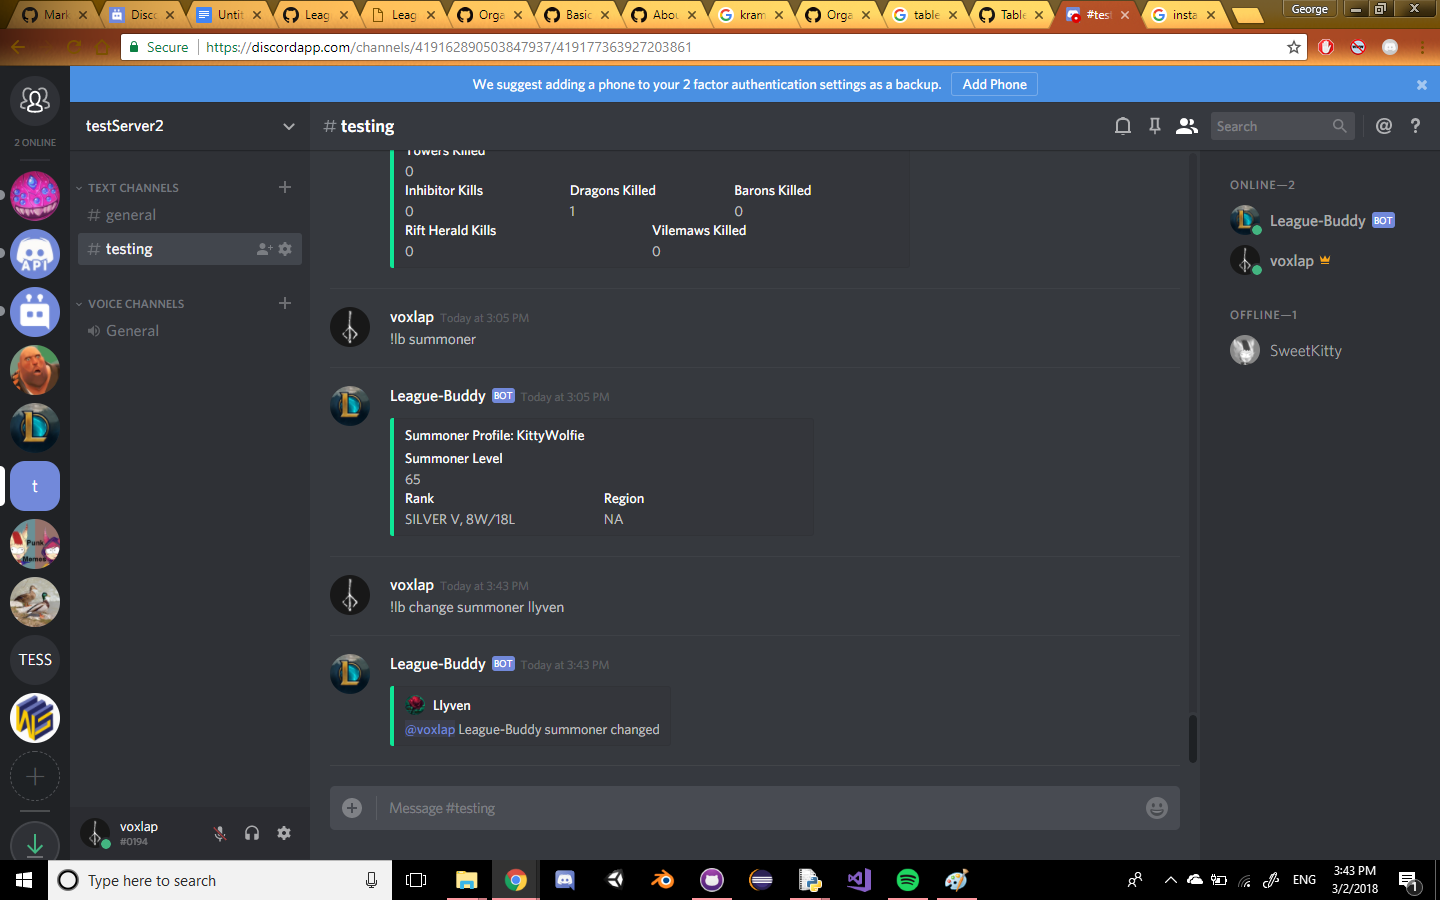 Mark
Disco
Untit
Leag
Leag
Orga
Basic
Abou
kram
Orga
table
Table
#tes
insta
George
Secure
https://discordapp.com/channels/419162890503847937/419177363927203861
We suggest adding a phone to your 2 factor authentication settings as a backup.
Add Phone
2 ONLINE
API
t
Punk
Memes
TESS
testServer2
TEXT CHANNELS
# general
# testing
VOICE CHANNELS
General
voxlap
#0194
# testing
Search
@ ?
Towers Killed
0
Inhibitor Kills Dragons Killed Barons Killed
0 1 0
Rift Herald Kills Vilemaws Killed
0 0
voxlap Today at 3:05 PM
!lb summoner
League-Buddy BOT Today at 3:05 PM
Summoner Profile: KittyWolfie
Summoner Level
65
Rank Region
SILVER V, 8W/18L NA
voxlap Today at 3:43 PM
!lb change summoner llyven
League-Buddy BOT Today at 3:43 PM
Llyven
@voxlap League-Buddy summoner changed
Message #testing
ONLINE—2
League-Buddy BOT
voxlap
OFFLINE—1
SweetKitty
Type here to search
ENG
3:43 PM
3/2/2018
1